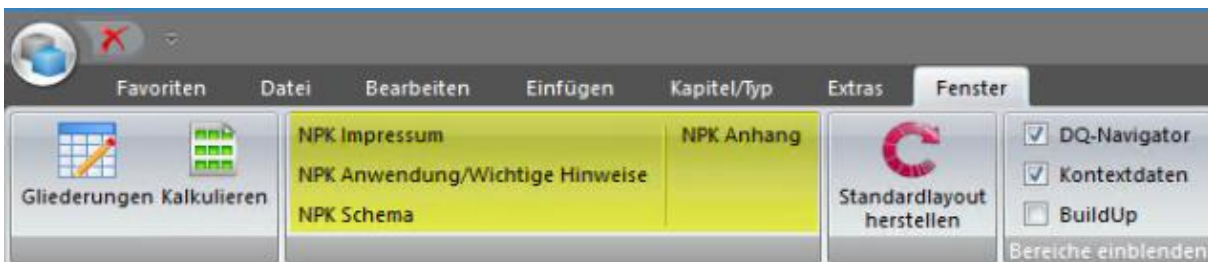 Favoriten Datei Bearbeiten Einfügen Kapitel/Typ Extras Fenster
NPK Impressum NPK Anhang
NPK Anwendung/Wichtige Hinweise
NPK Schema
Gliederungen Kalkulieren
Standardlayout
herstellen
DQ-Navigator
Kontextdaten
BuildUp
Bereiche einblenden